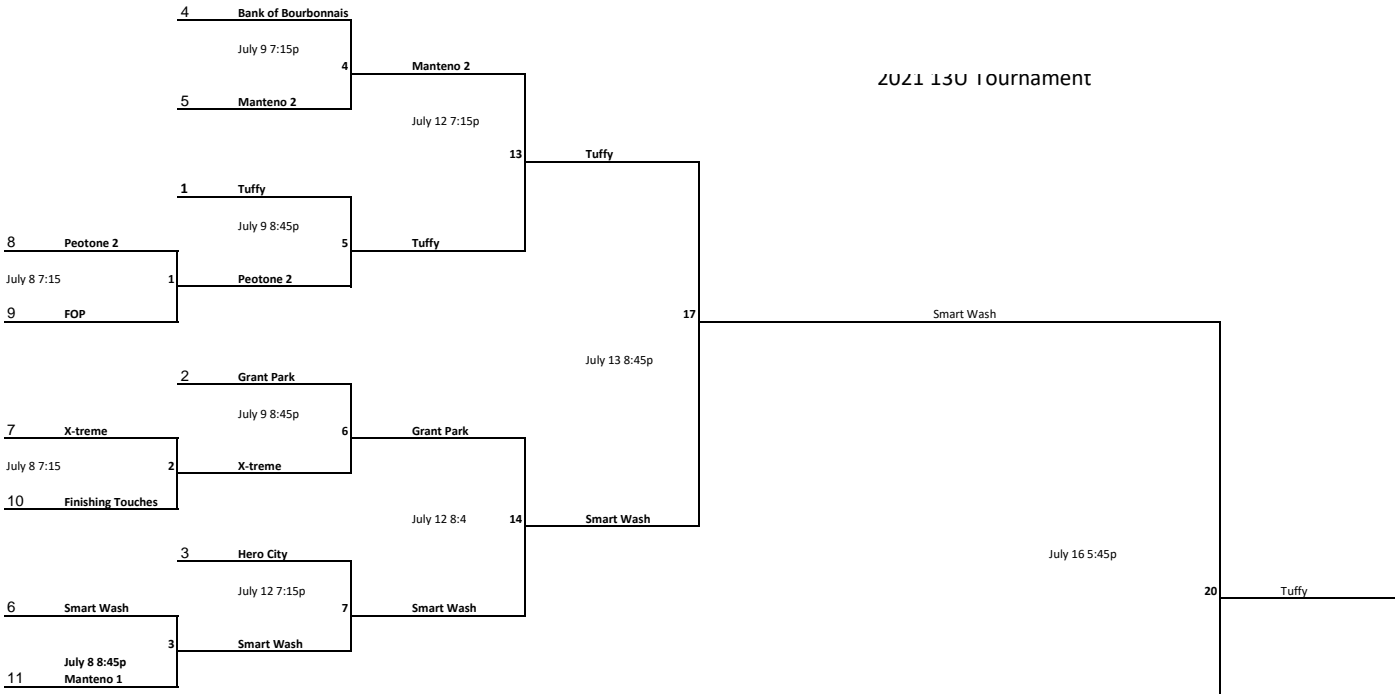 4 Bank of Bourbonnais
July 9 7:15p
4 Manteno 2
2021 13U Tournament
5 Manteno 2
July 12 7:15p
13 Tuffy
1 Tuffy
July 9 8:45p
8 Peotone 2
5 Tuffy
July 8 7:15
1 Peotone 2
9 FOP
17 Smart Wash
July 13 8:45p
2 Grant Park
July 9 8:45p
7 X-treme
6 Grant Park
July 8 7:15
2 X-treme
10 Finishing Touches
July 12 8:4
14 Smart Wash
3 Hero City
July 16 5:45p
July 12 7:15p
20 Tuffy
6 Smart Wash
7 Smart Wash
3 Smart Wash
July 8 8:45p
11 Manteno 1